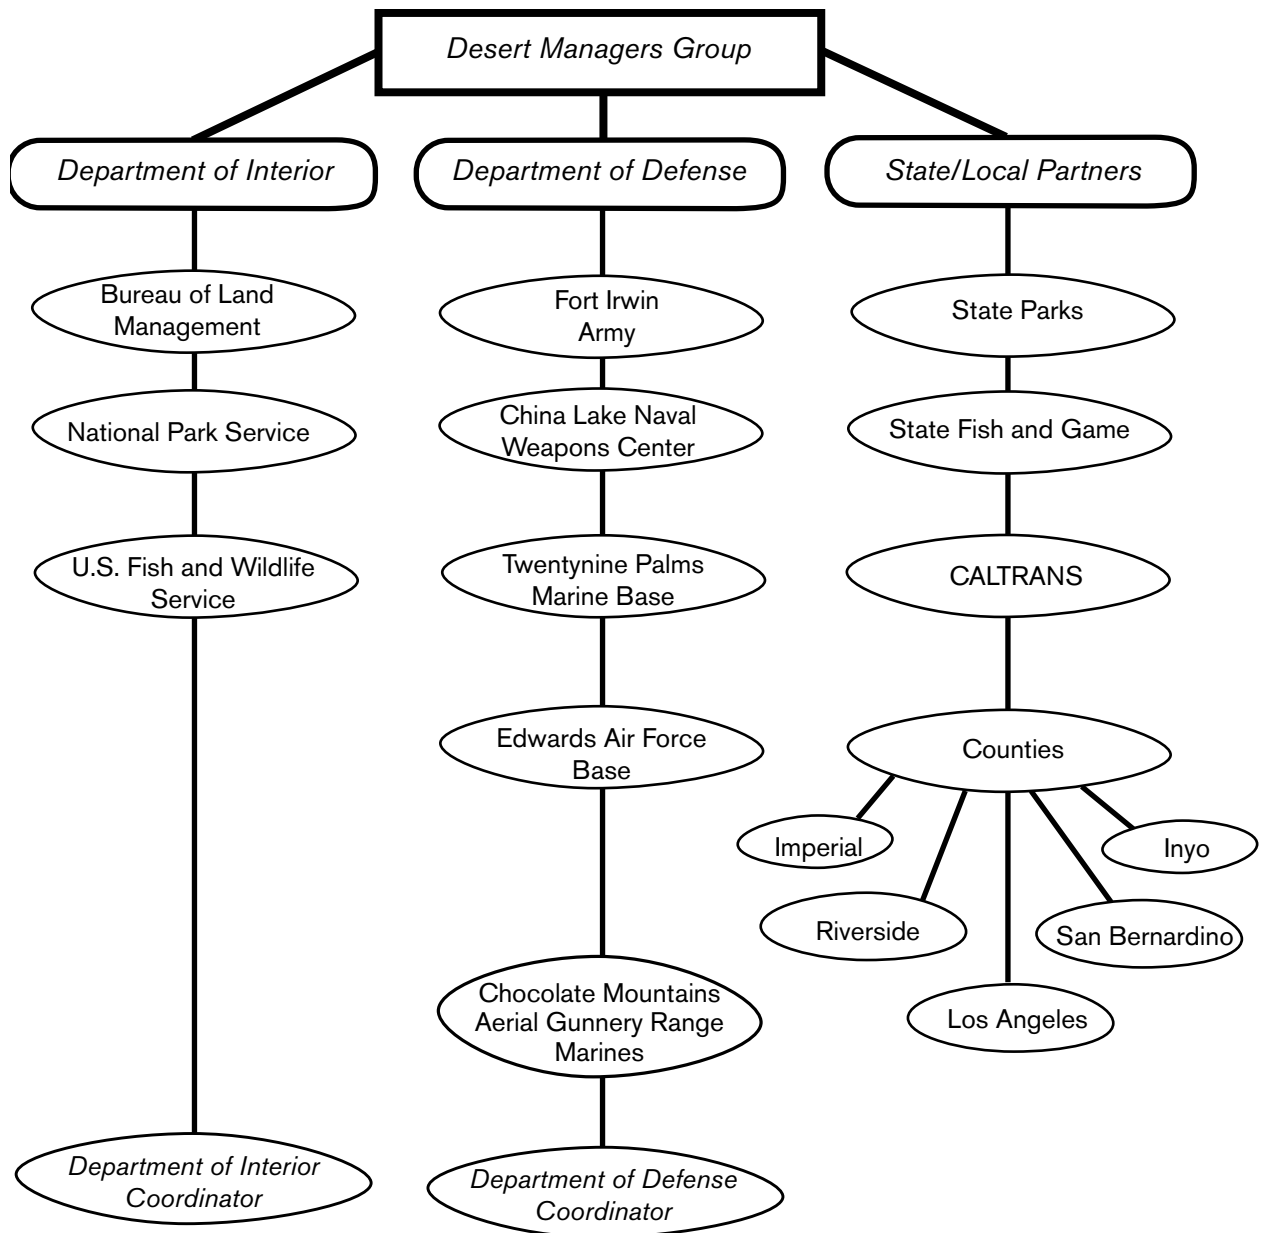 Desert Managers Group
Department of Interior
Department of Defense
State/Local Partners
Bureau of Land
Management
National Park Service
U.S. Fish and Wildlife
Service
Department of Interior
Coordinator
Fort Irwin
Army
China Lake Naval
Weapons Center
Twentynine Palms
Marine Base
Edwards Air Force
Base
Chocolate Mountains
Aerial Gunnery Range
Marines
Department of Defense
Coordinator
State Parks
State Fish and Game
CALTRANS
Counties
Imperial
Riverside
Los Angeles
San Bernardino
Inyo